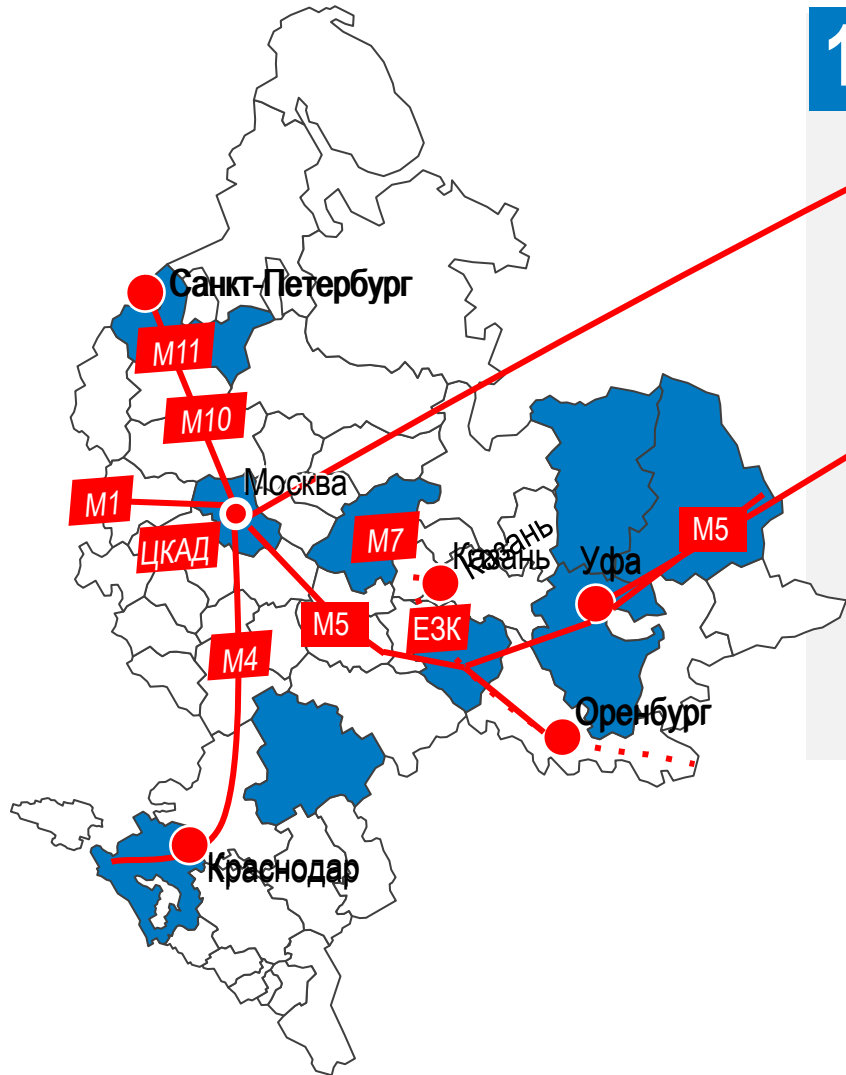 1
Санкт-Петербург
М11
М10
Москва
М1
ЦКАД
М7
Казань
Казань
Уфа
М5
М5
ЕЗК
М4
Оренбург
Краснодар